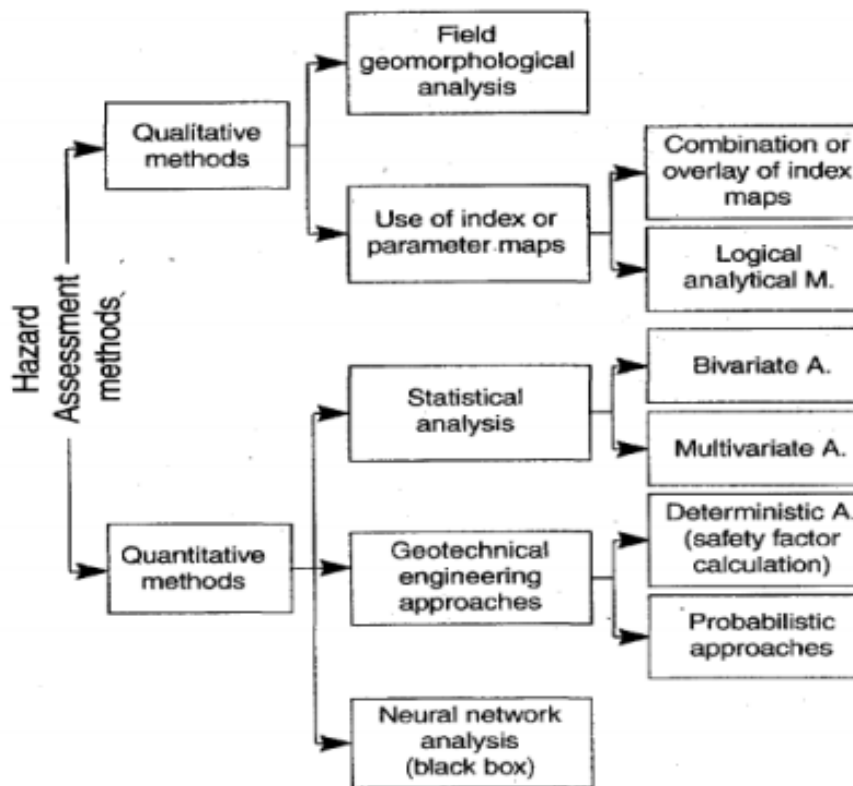 Hazard
Assessment
methods
Qualitative
methods
Field
geomorphological
analysis
Use of index or
parameter maps
Combination or
overlay of index
maps
Logical
analytical M.
Quantitative
methods
Statistical
analysis
Bivariate A.
Multivariate A.
Geotechnical
engineering
approaches
Deterministic A.
(safety factor
calculation)
Probabilistic
approaches
Neural network
analysis
(black box)